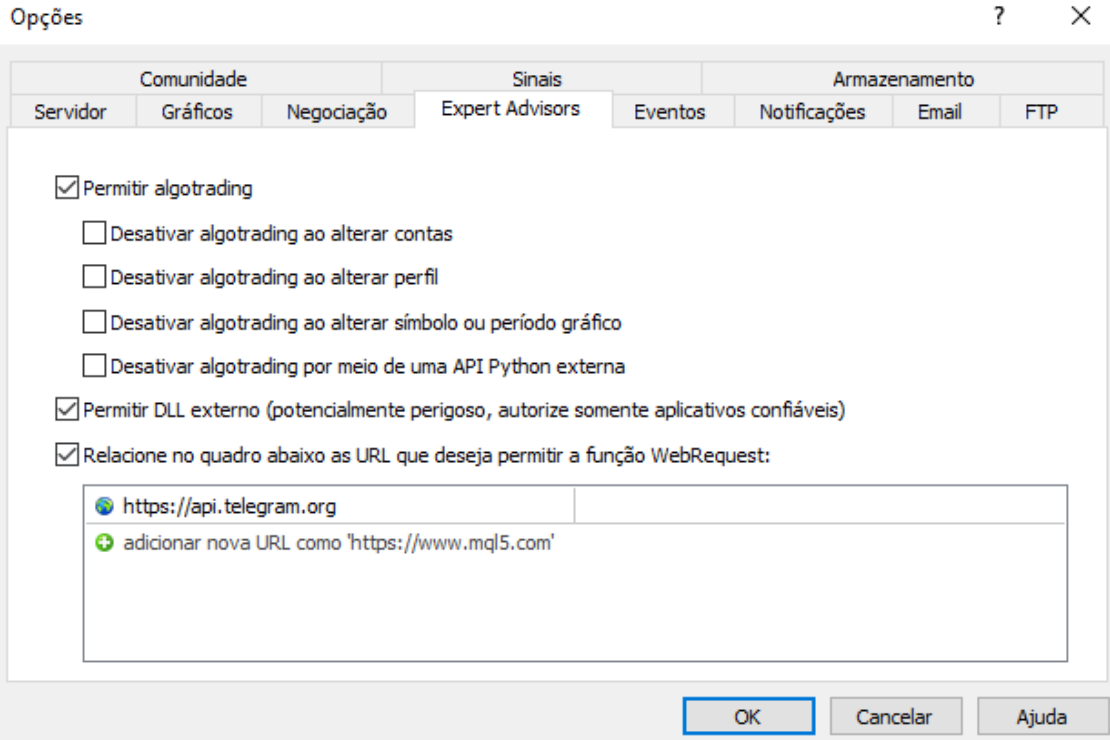 Opções
?
Comunidade Sinais Armazenamento
Servidor Gráficos Negociação Expert Advisors Eventos Notificações Email FTP
Permitir algotrading
Desativar algotrading ao alterar contas
Desativar algotrading ao alterar perfil
Desativar algotrading ao alterar símbolo ou período gráfico
Desativar algotrading por meio de uma API Python externa
Permitir DLL externo (potencialmente perigoso, autorize somente aplicativos confiáveis)
Relacione no quadro abaixo as URL que deseja permitir a função WebRequest:
https://api.telegram.org
adicionar nova URL como 'https://www.mql5.com'
OK Cancelar Ajuda